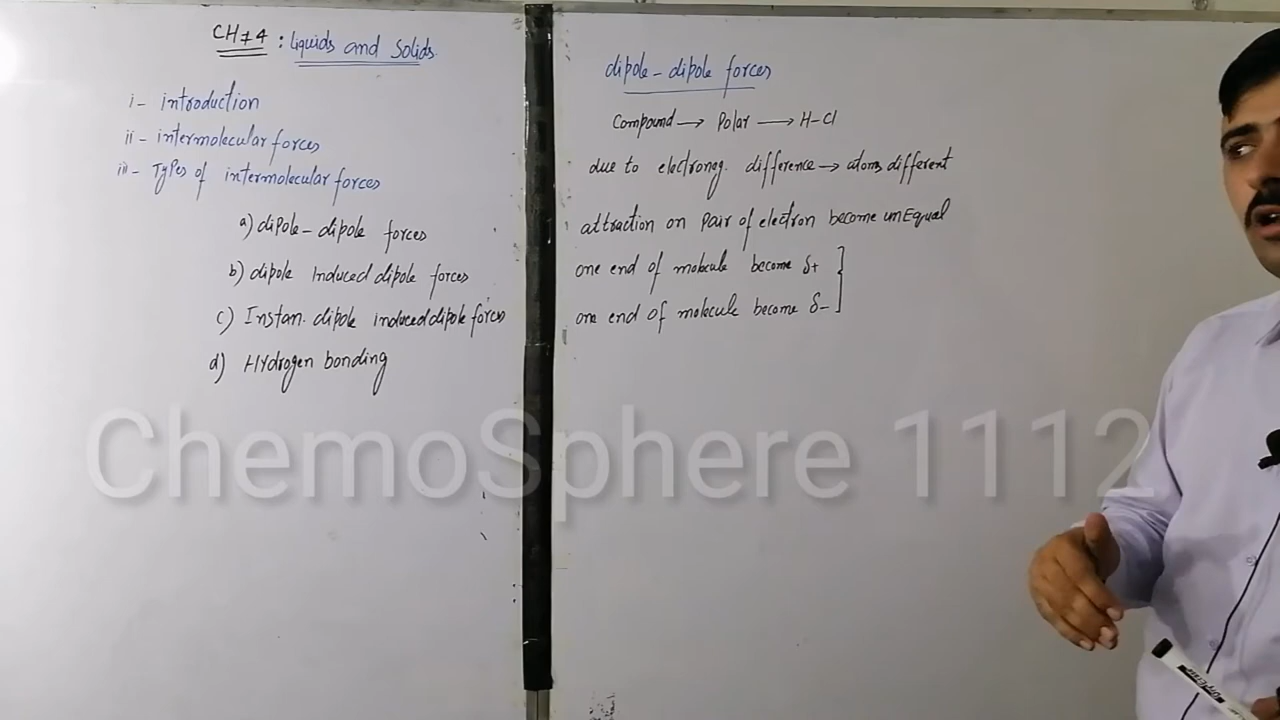 CH # 4 : Liquids and Solids.
i- introduction
ii- intermolecular forces
iii- Types of intermolecular forces
a) dipole-dipole forces
b) dipole Induced dipole forces
c) Instan. dipole induced dipole forces
d) Hydrogen bonding
dipole-dipole forces
Compound → Polar → H-Cl
due to electroneg. difference → atoms different
attraction on Pair of electron become unEqual
one end of molecule become δ+
one end of molecule become δ-
ChemoSphere 1112